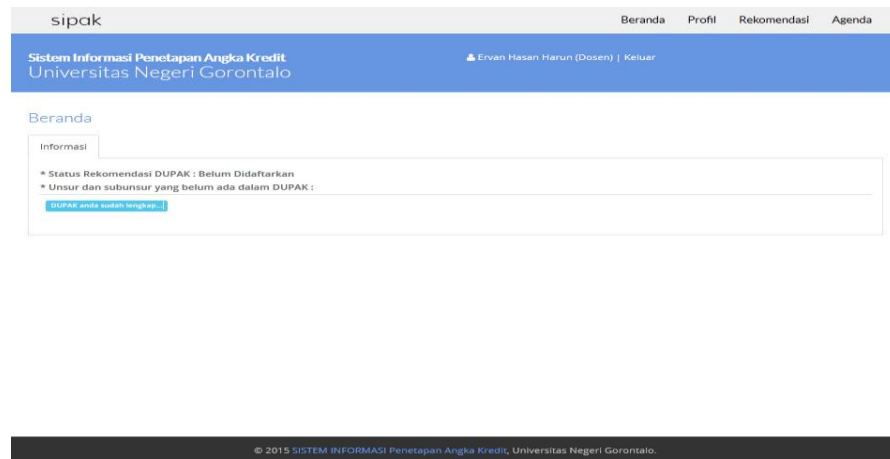 sipak
Beranda Profil Rekomendasi Agenda
Sistem Informasi Penetapan Angka Kredit
Universitas Negeri Gorontalo
Ervan Hasan Harun (Dosen) | Keluar
Beranda
Informasi
* Status Rekomendasi DUPAK : Belum Didaftarkan
* Unsur dan subunsur yang belum ada dalam DUPAK :
DUPAK anda sudah lengkap...|
© 2015 SISTEM INFORMASI Penetapan Angka Kredit, Universitas Negeri Gorontalo.